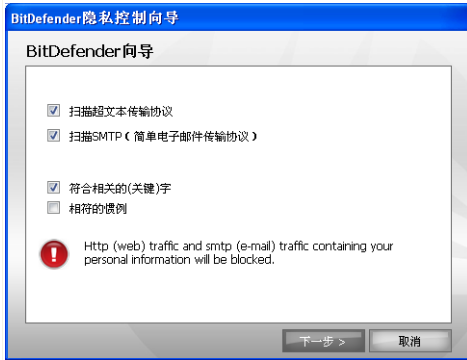 BitDefender隐私控制向导
BitDefender向导
扫描超文本传输协议
扫描SMTP（简单电子邮件传输协议）
符合相关的(关键)字
相符的惯例
Http (web) traffic and smtp (e-mail) traffic containing your
personal information will be blocked.
下一步 >
取消